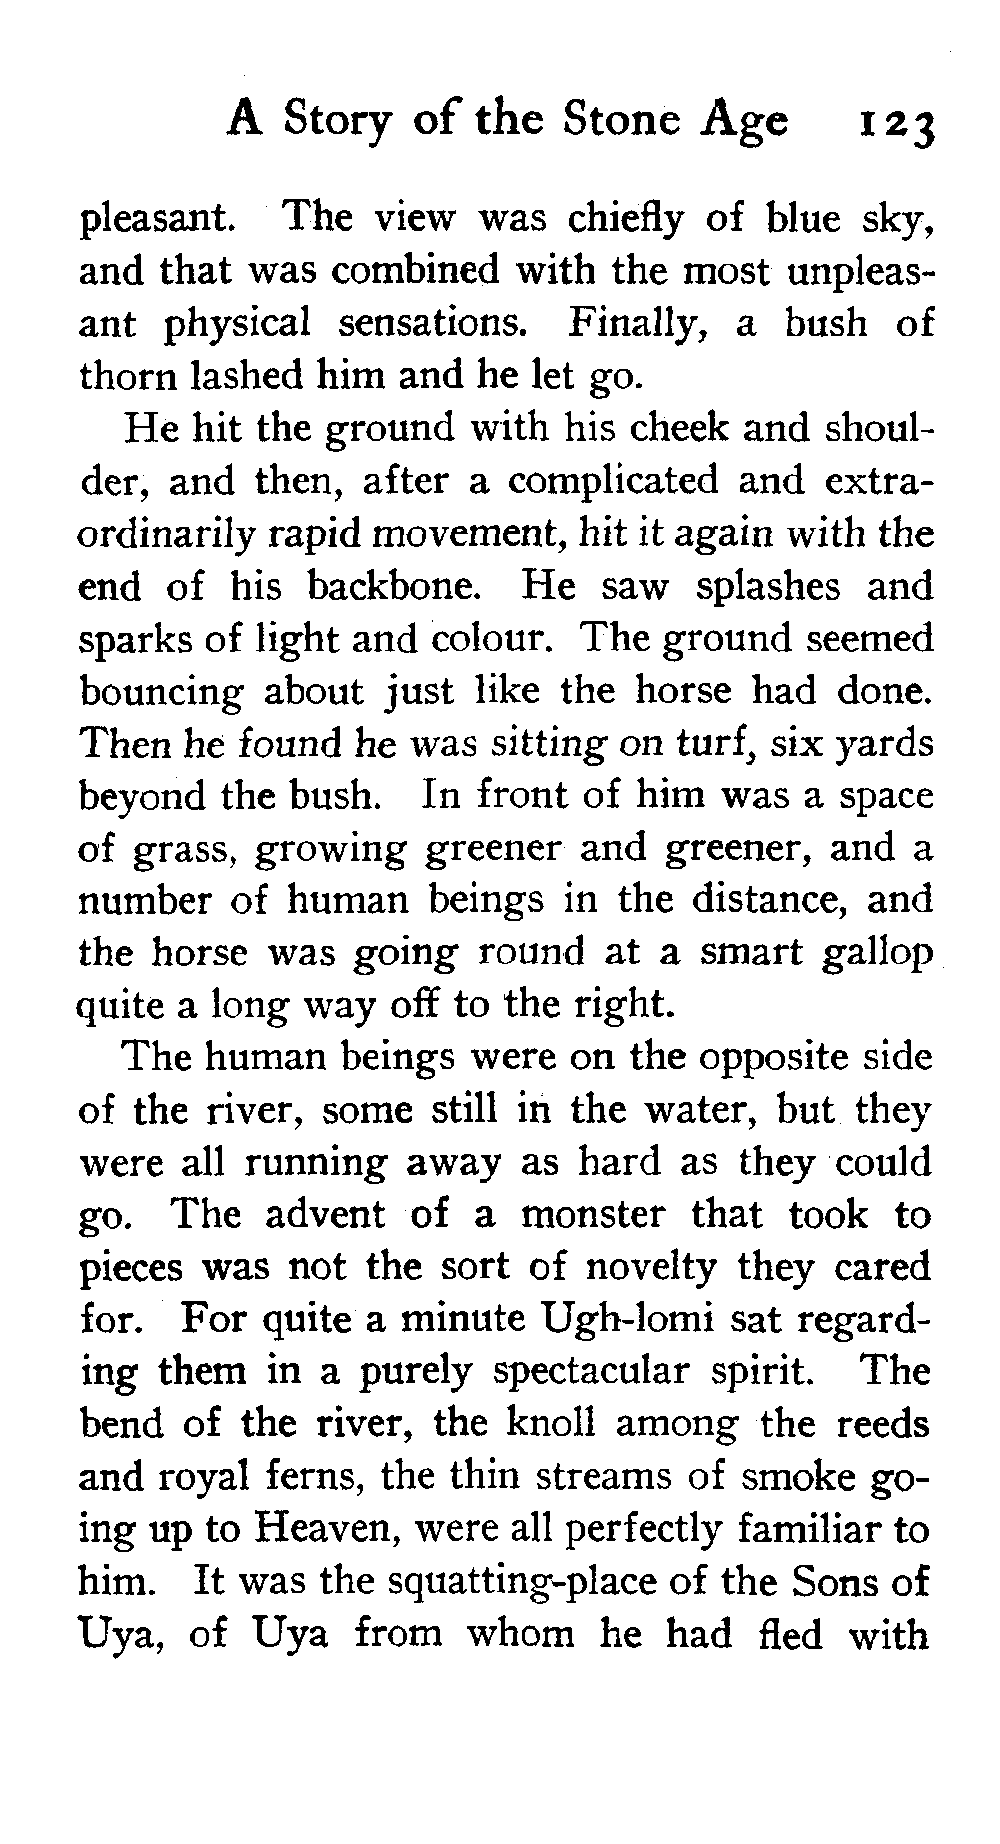 A Story of the Stone Age 123
pleasant. The view was chiefly of blue sky,
and that was combined with the most unpleas-
ant physical sensations. Finally, a bush of
thorn lashed him and he let go.
He hit the ground with his cheek and shoul-
der, and then, after a complicated and extra-
ordinarily rapid movement, hit it again with the
end of his backbone. He saw splashes and
sparks of light and colour. The ground seemed
bouncing about just like the horse had done.
Then he found he was sitting on turf, six yards
beyond the bush. In front of him was a space
of grass, growing greener and greener, and a
number of human beings in the distance, and
the horse was going round at a smart gallop
quite a long way off to the right.
The human beings were on the opposite side
of the river, some still in the water, but they
were all running away as hard as they could
go. The advent of a monster that took to
pieces was not the sort of novelty they cared
for. For quite a minute Ugh-lomi sat regard-
ing them in a purely spectacular spirit. The
bend of the river, the knoll among the reeds
and royal ferns, the thin streams of smoke go-
ing up to Heaven, were all perfectly familiar to
him. It was the squatting-place of the Sons of
Uya, of Uya from whom he had fled with